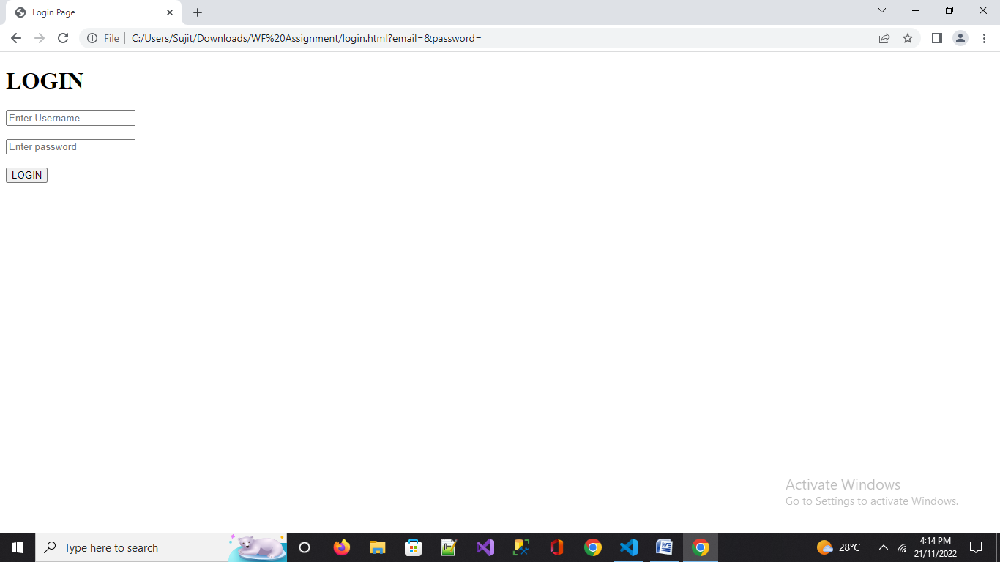 Login Page
File
C:/Users/Sujit/Downloads/WF%20Assignment/login.html?email=&password=
LOGIN
Enter Username
Enter password
LOGIN
Activate Windows
Go to Settings to activate Windows.
Type here to search
28°C
4:14 PM
21/11/2022